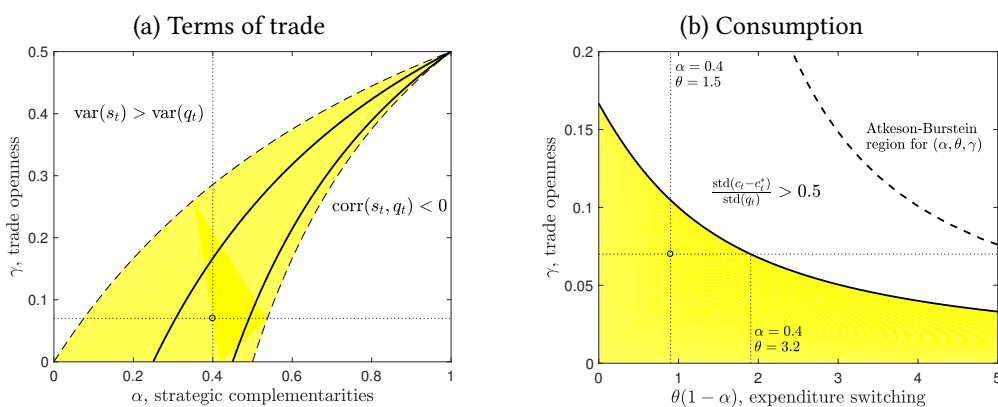 (a) Terms of trade
0.5
0.4
0.3
0.2
0.1
0
γ, trade openness
var(s_t) > var(q_t)
corr(s_t, q_t) < 0
0 0.2 0.4 0.6 0.8 1
α, strategic complementarities
(b) Consumption
0.2
0.15
0.1
0.05
0
γ, trade openness
α = 0.4
θ = 1.5
Atkeson-Burstein
region for (α, θ, γ)
std(c_t−c_t^*)
std(q_t)
> 0.5
α = 0.4
θ = 3.2
0 1 2 3 4 5
θ(1 − α), expenditure switching